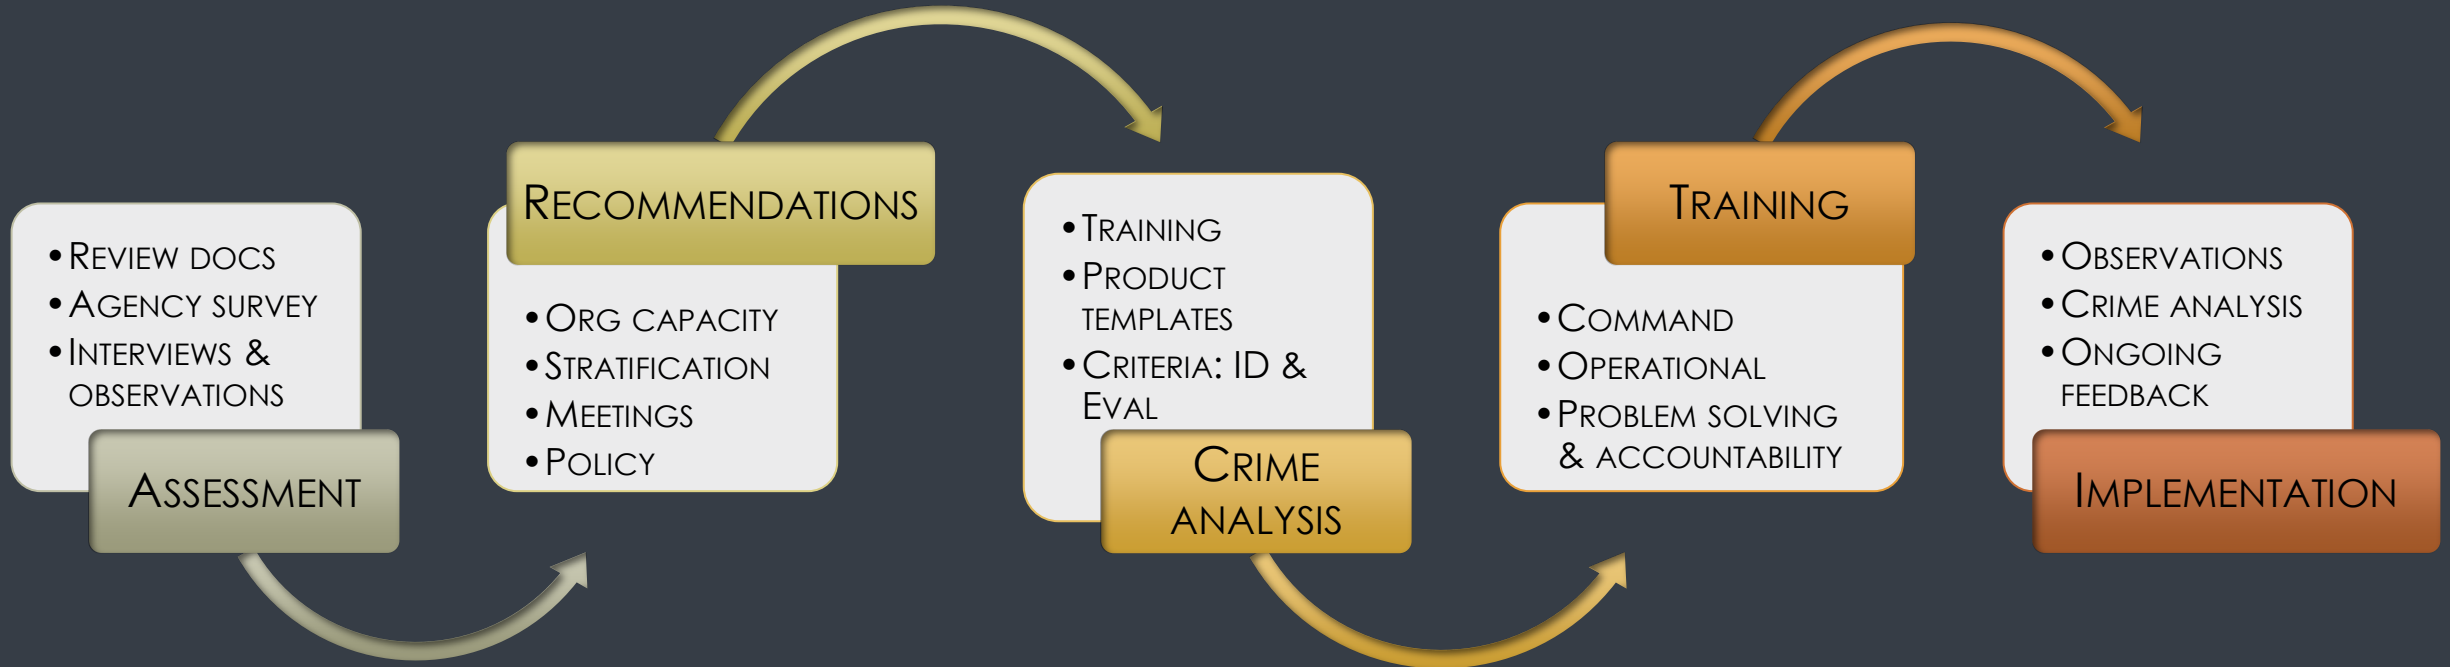 •Review docs
•Agency survey
•Interviews &
observations
Assessment
Recommendations
•Org capacity
•Stratification
•Meetings
•Policy
•Training
•Product
templates
•Criteria: ID &
Eval
Crime
analysis
Training
•Command
•Operational
•Problem solving
& accountability
•Observations
•Crime analysis
•Ongoing
feedback
Implementation